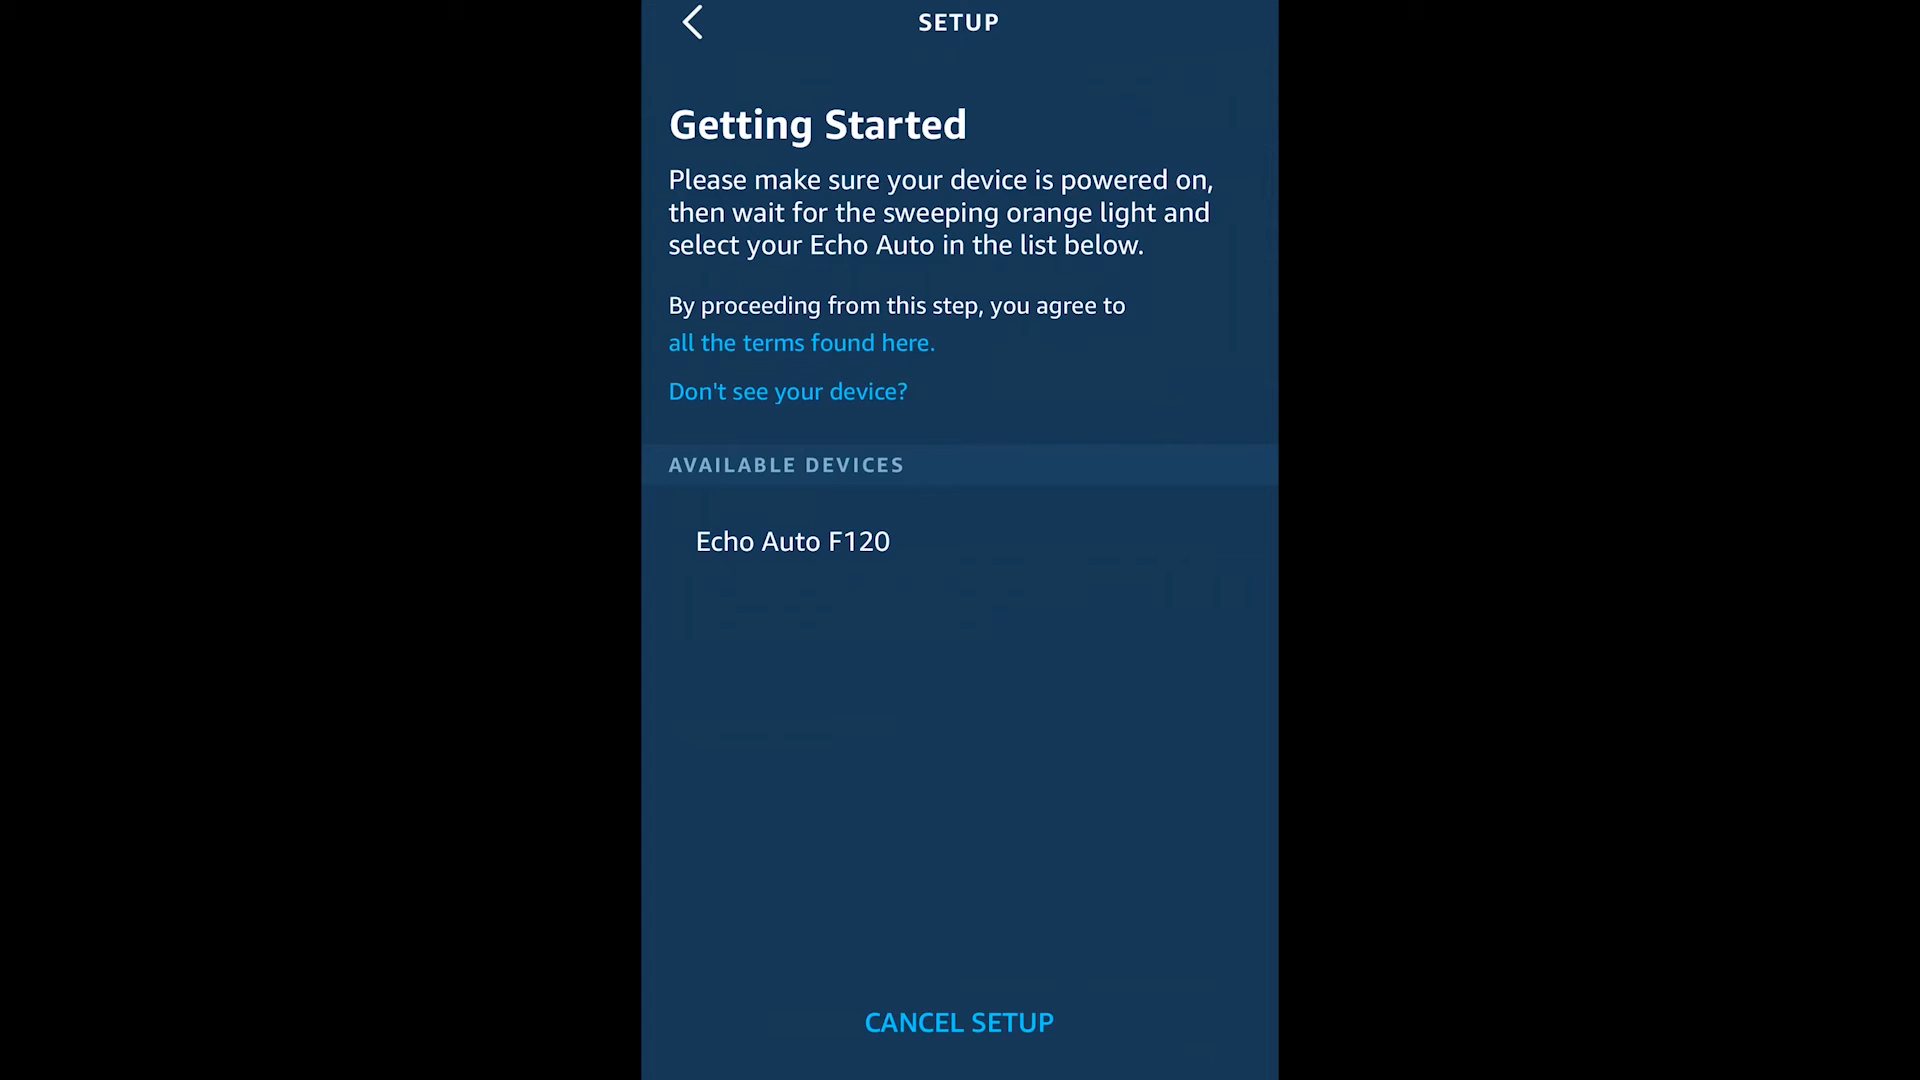 SETUP
Getting Started
Please make sure your device is powered on,
then wait for the sweeping orange light and
select your Echo Auto in the list below.
By proceeding from this step, you agree to
all the terms found here.
Don't see your device?
AVAILABLE DEVICES
Echo Auto F120
CANCEL SETUP